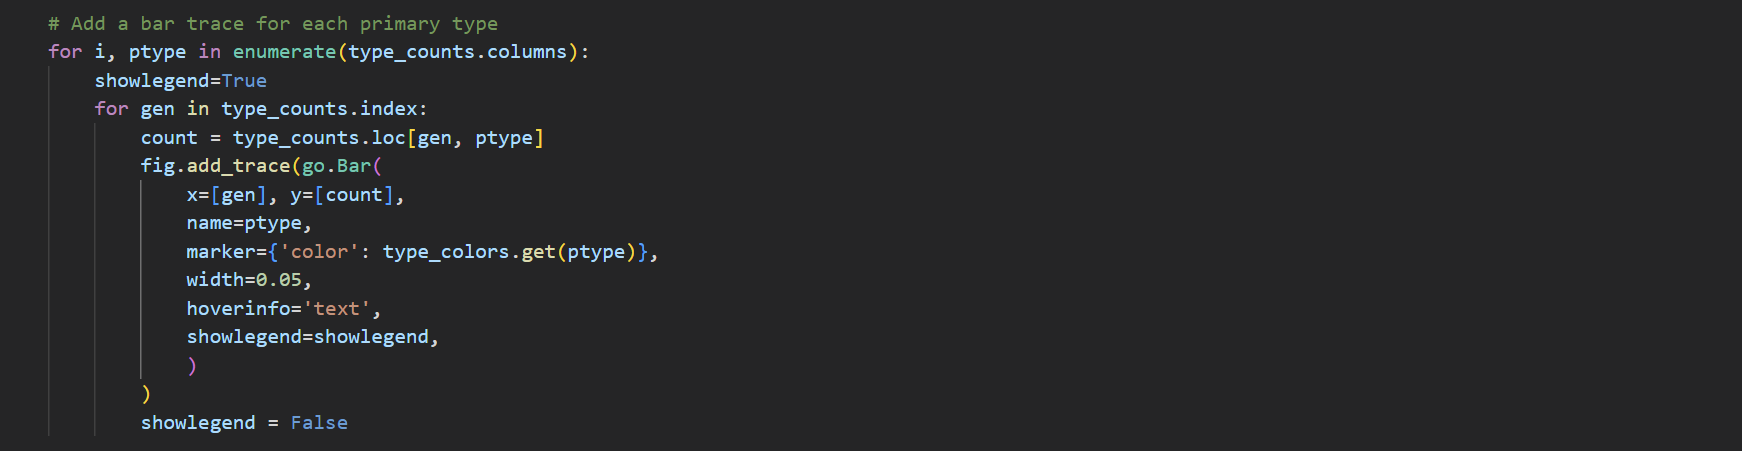 # Add a bar trace for each primary type
for i, ptype in enumerate(type_counts.columns):
    showlegend=True
    for gen in type_counts.index:
        count = type_counts.loc[gen, ptype]
        fig.add_trace(go.Bar(
            x=[gen], y=[count],
            name=ptype,
            marker={'color': type_colors.get(ptype)},
            width=0.05,
            hoverinfo='text',
            showlegend=showlegend,
            )
        )
        showlegend = False